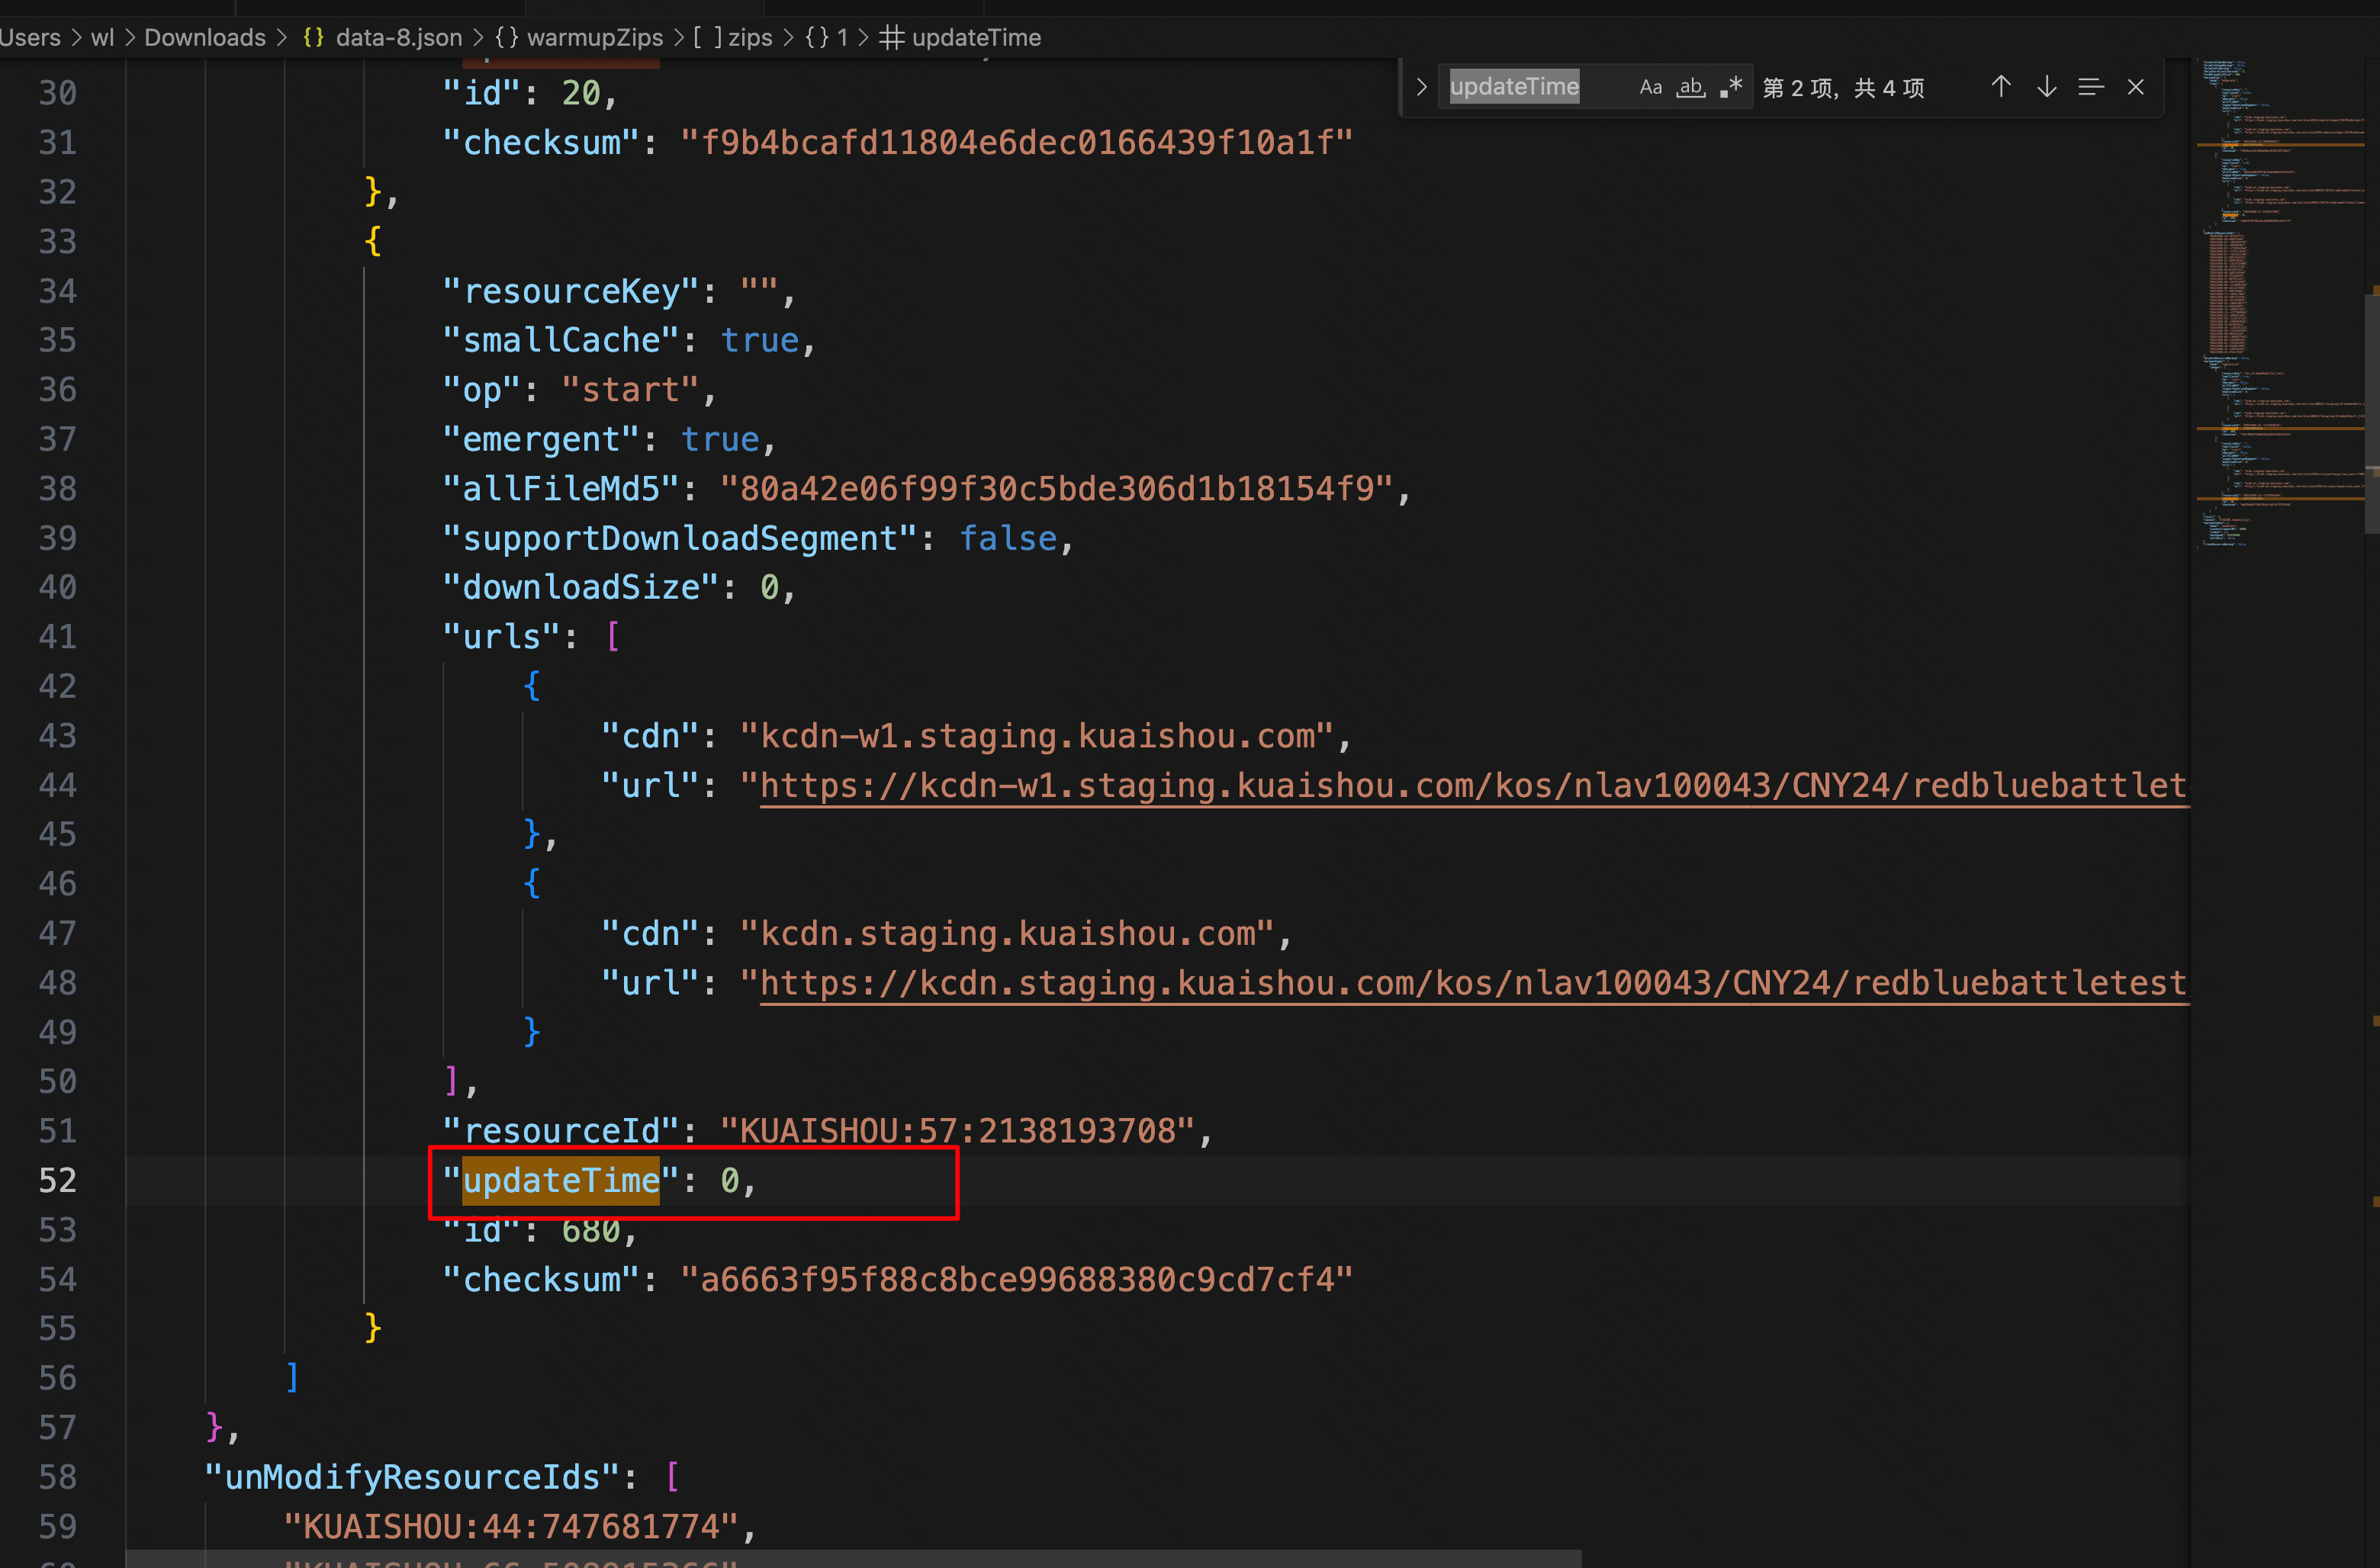 Users > wl > Downloads > {} data-8.json > {} warmupZips > [ ] zips > {} 1 > # updateTime
updateTime Aa ab .* 第 2 项，共 4 项
30 "id": 20,
31 "checksum": "f9b4bcafd11804e6dec0166439f10a1f"
32 },
33 {
34 "resourceKey": "",
35 "smallCache": true,
36 "op": "start",
37 "emergent": true,
38 "allFileMd5": "80a42e06f99f30c5bde306d1b18154f9",
39 "supportDownloadSegment": false,
40 "downloadSize": 0,
41 "urls": [
42 {
43 "cdn": "kcdn-w1.staging.kuaishou.com",
44 "url": "https://kcdn-w1.staging.kuaishou.com/kos/nlav100043/CNY24/redbluebattlet
45 },
46 {
47 "cdn": "kcdn.staging.kuaishou.com",
48 "url": "https://kcdn.staging.kuaishou.com/kos/nlav100043/CNY24/redbluebattletest
49 }
50 ],
51 "resourceId": "KUAISHOU:57:2138193708",
52 "updateTime": 0,
53 "id": 680,
54 "checksum": "a6663f95f88c8bce99688380c9cd7cf4"
55 }
56 ]
57 },
58 "unModifyResourceIds": [
59 "KUAISHOU:44:747681774",